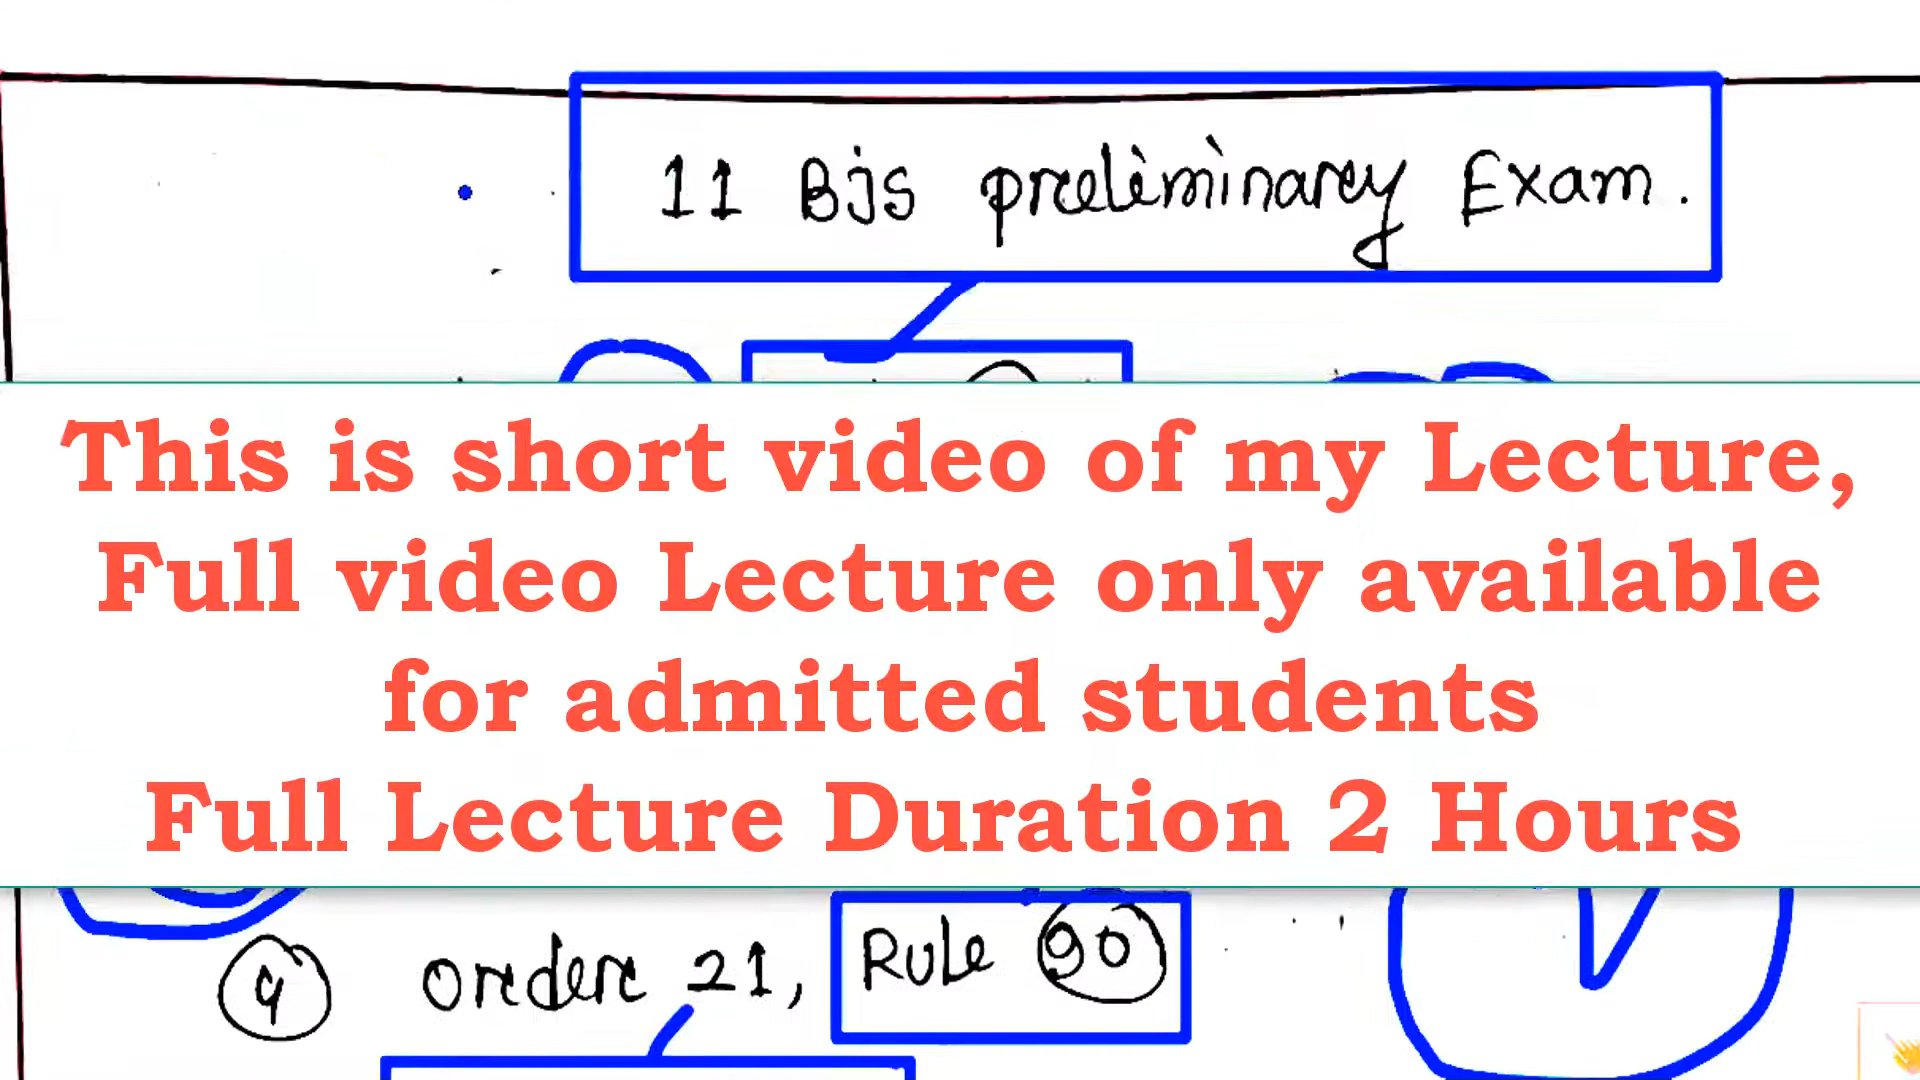 11 Bjs preliminary Exam.
This is short video of my Lecture,
Full video Lecture only available
for admitted students
Full Lecture Duration 2 Hours
Order 21, Rule 90